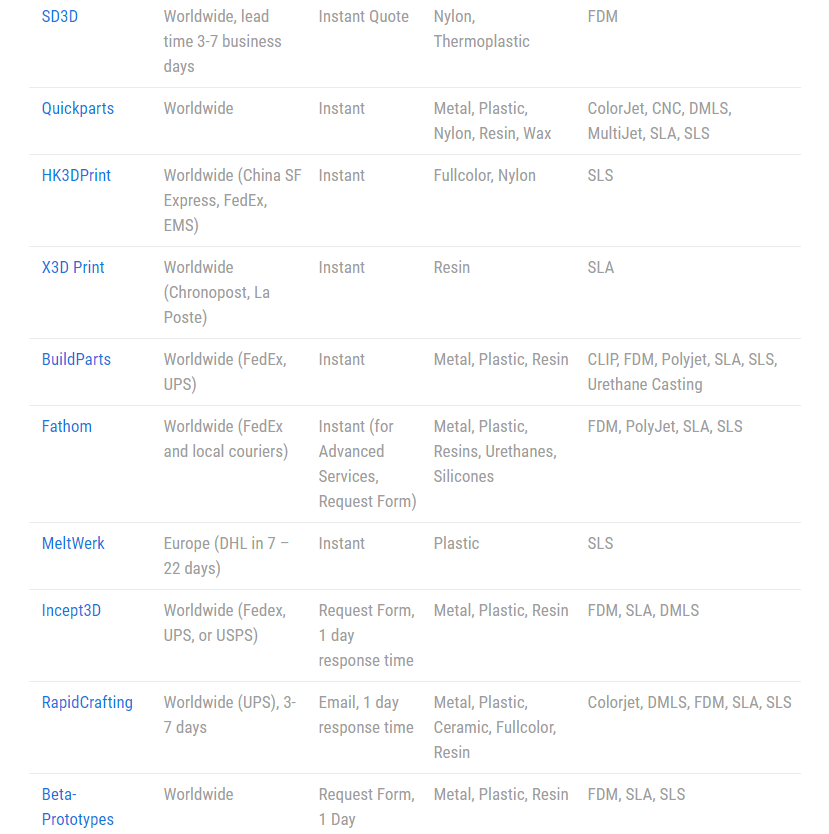 SD3D Worldwide, lead Instant Quote Nylon, FDM
time 3-7 business Thermoplastic
days
Quickparts Worldwide Instant Metal, Plastic, ColorJet, CNC, DMLS,
Nylon, Resin, Wax MultiJet, SLA, SLS
HK3DPrint Worldwide (China SF Instant Fullcolor, Nylon SLS
Express, FedEx,
EMS)
X3D Print Worldwide Instant Resin SLA
(Chronopost, La
Poste)
BuildParts Worldwide (FedEx, Instant Metal, Plastic, Resin CLIP, FDM, Polyjet, SLA, SLS,
UPS) Urethane Casting
Fathom Worldwide (FedEx Instant (for Metal, Plastic, FDM, PolyJet, SLA, SLS
and local couriers) Advanced Resins, Urethanes,
Services, Silicones
Request Form)
MeltWerk Europe (DHL in 7 – Instant Plastic SLS
22 days)
Incept3D Worldwide (Fedex, Request Form, Metal, Plastic, Resin FDM, SLA, DMLS
UPS, or USPS) 1 day
response time
RapidCrafting Worldwide (UPS), 3- Email, 1 day Metal, Plastic, Colorjet, DMLS, FDM, SLA, SLS
7 days response time Ceramic, Fullcolor,
Resin
Beta- Worldwide Request Form, Metal, Plastic, Resin FDM, SLA, SLS
Prototypes 1 Day